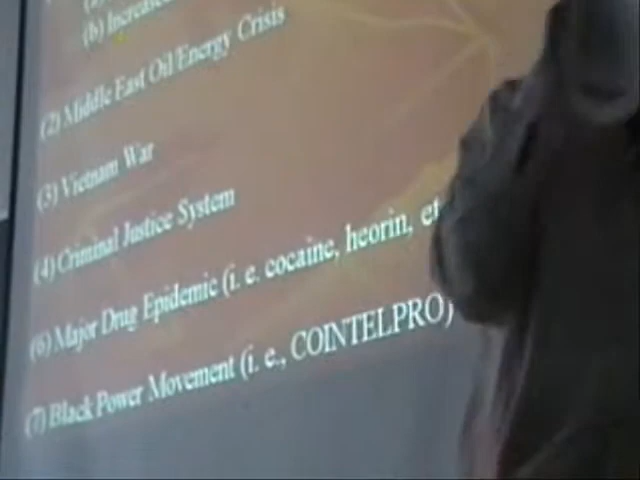 (b) Increased
(2) Middle East Oil/Energy Crisis
(3) Vietnam War
(4) Criminal Justice System
(6) Major Drug Epidemic (i. e. cocaine, heorin, et
(7) Black Power Movement (i. e., COINTELPRO)